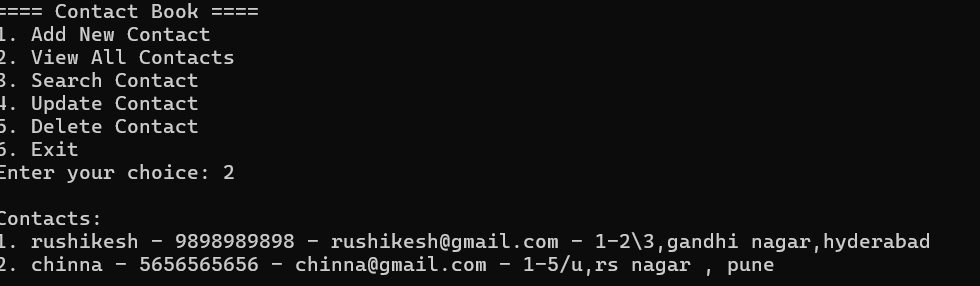 ==== Contact Book ====
1. Add New Contact
2. View All Contacts
3. Search Contact
4. Update Contact
5. Delete Contact
6. Exit
Enter your choice: 2
Contacts:
1. rushikesh - 9898989898 - rushikesh@gmail.com - 1-2\3,gandhi nagar,hyderabad
2. chinna - 5656565656 - chinna@gmail.com - 1-5/u,rs nagar , pune